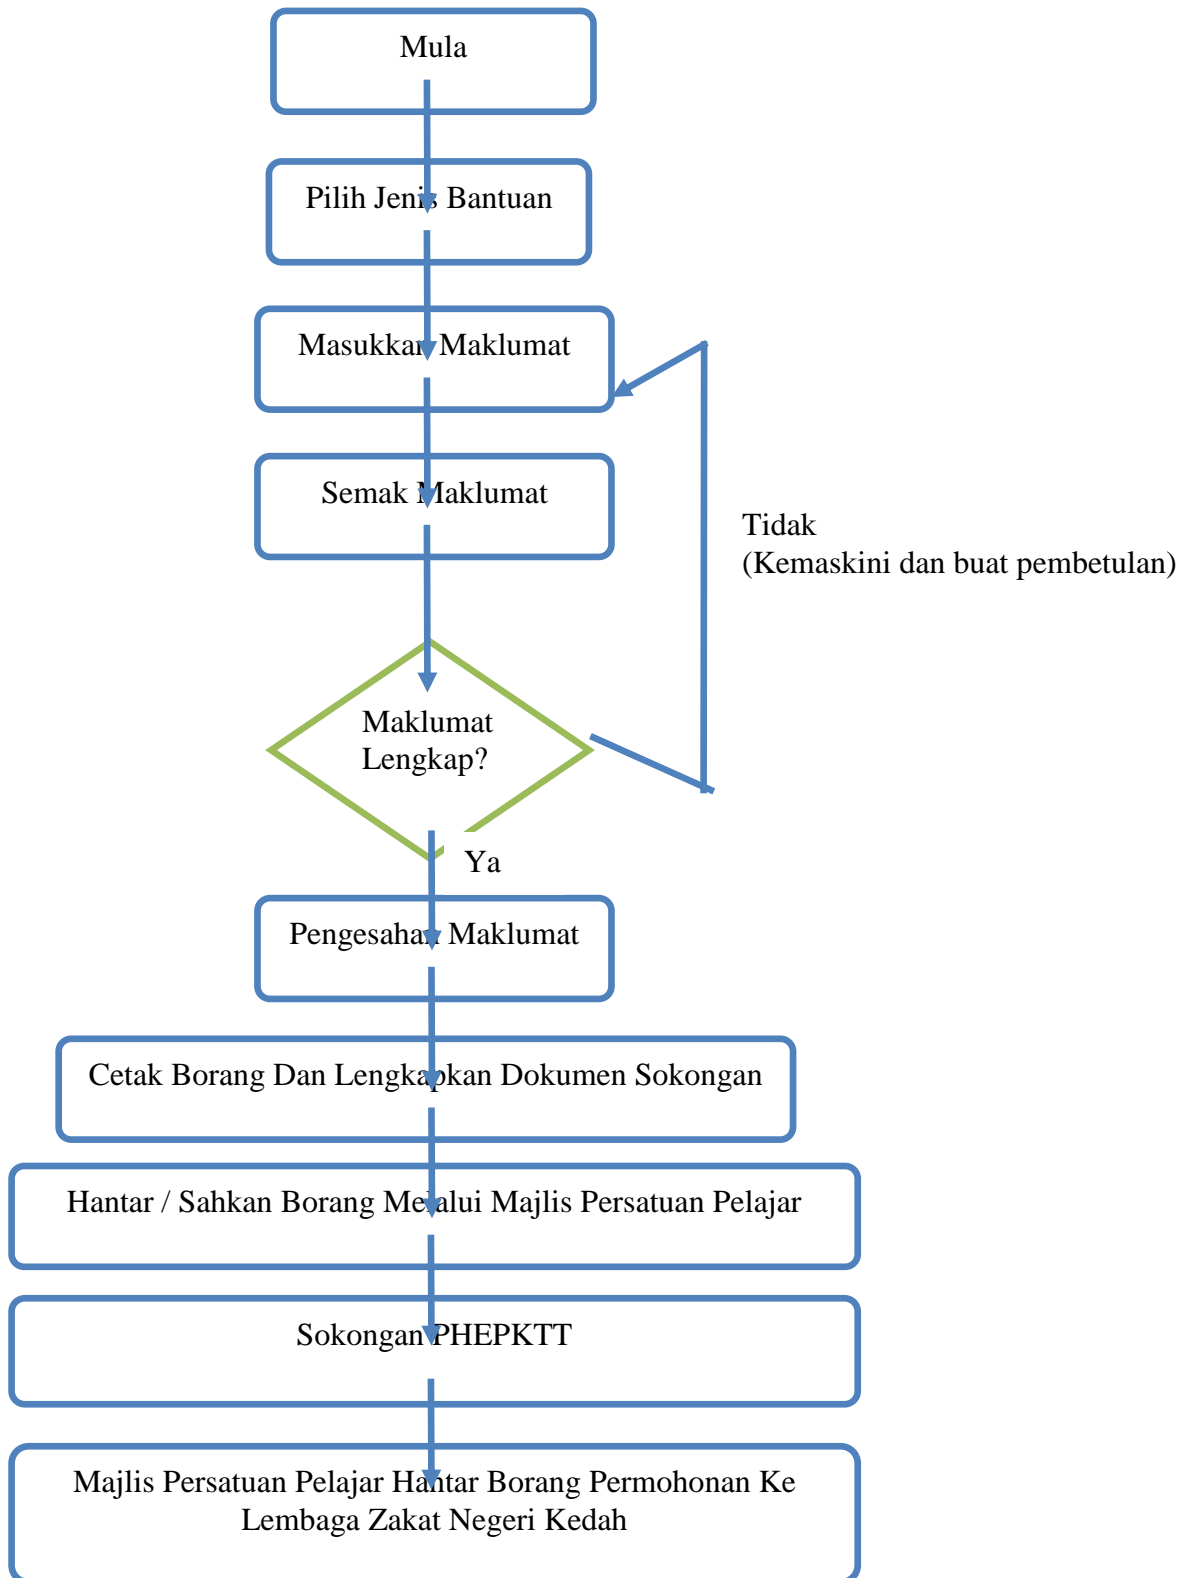 Mula
Pilih Jenis Bantuan
Masukkan Maklumat
Semak Maklumat
Tidak
(Kemaskini dan buat pembetulan)
Maklumat
Lengkap?
Ya
Pengesahan Maklumat
Cetak Borang Dan Lengkapkan Dokumen Sokongan
Hantar / Sahkan Borang Melalui Majlis Persatuan Pelajar
Sokongan PHEPKTT
Majlis Persatuan Pelajar Hantar Borang Permohonan Ke
Lembaga Zakat Negeri Kedah